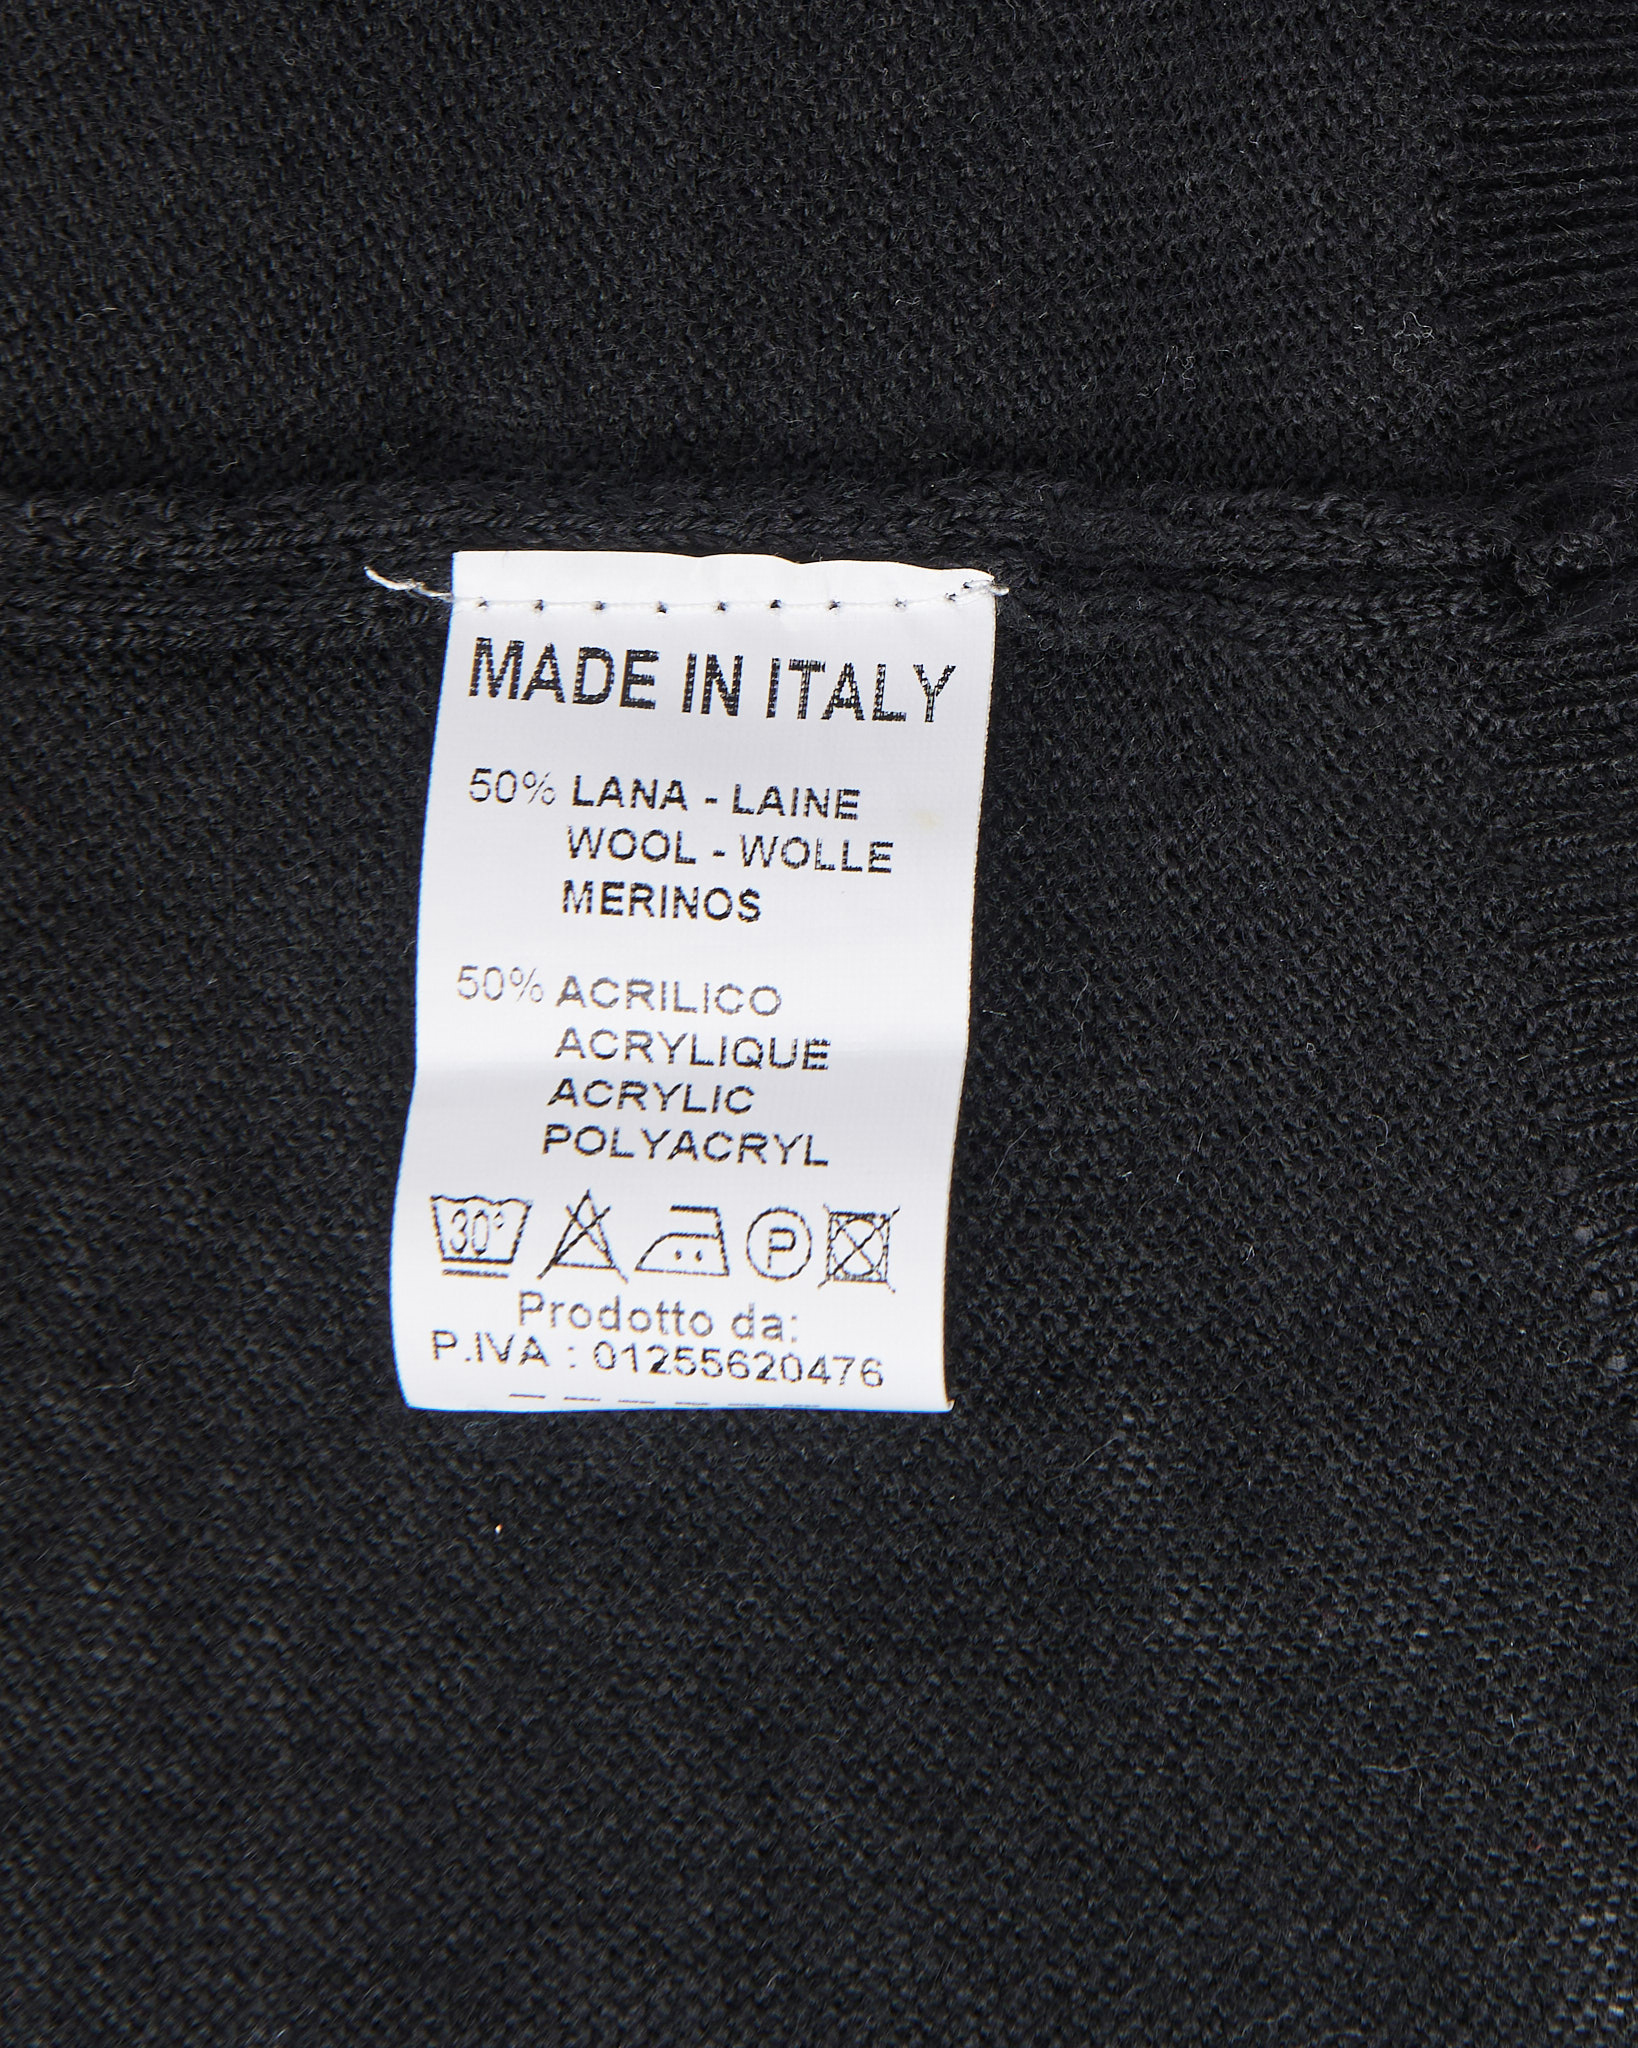 MADE IN ITALY
50% LANA - LAINE
WOOL - WOLLE
MERINOS
50% ACRILICO
ACRYLIQUE
ACRYLIC
POLYACRYL
30° P
Prodotto da:
P.IVA : 01255620476